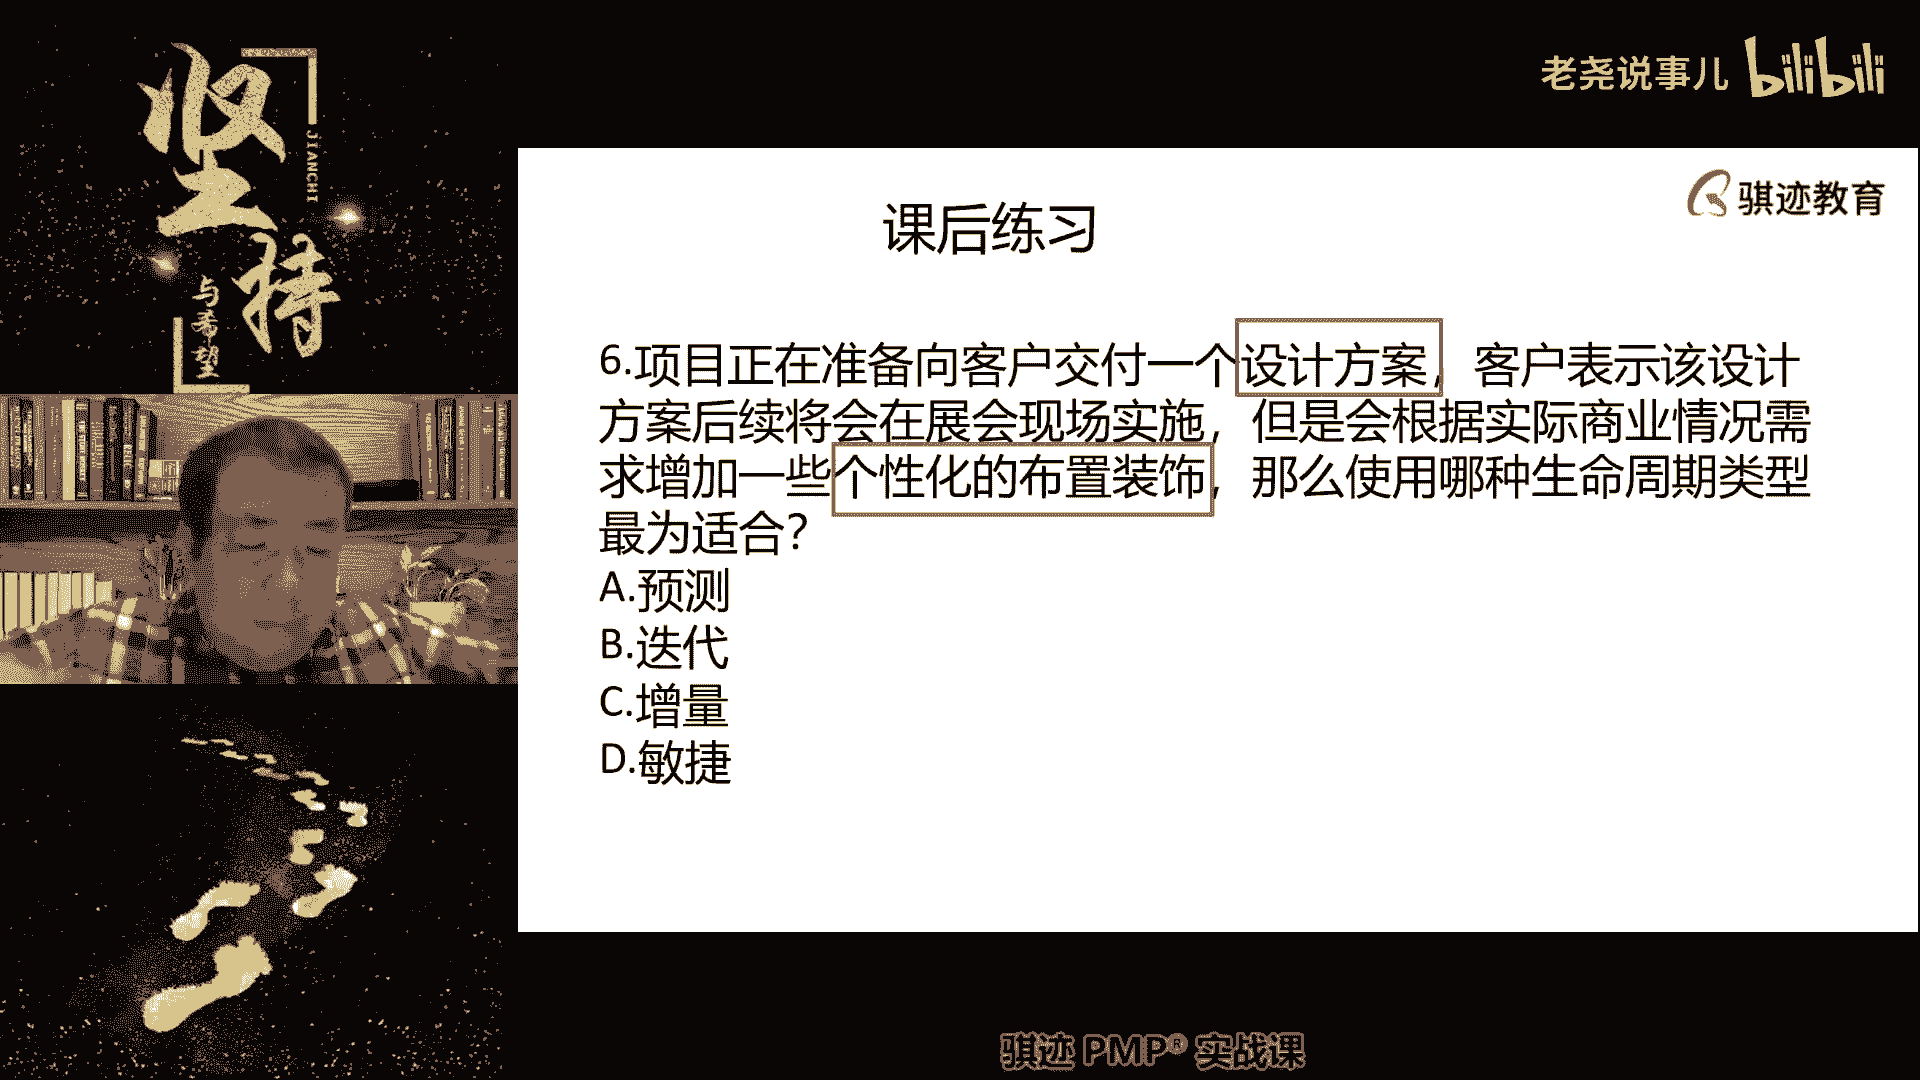 坚持
JIANCHI
与希望
老尧说事儿 bilibili
骐迹教育
课后练习
6.项目正在准备向客户交付一个设计方案，客户表示该设计
方案后续将会在展会现场实施，但是会根据实际商业情况需
求增加一些个性化的布置装饰，那么使用哪种生命周期类型
最为适合？
A.预测
B.迭代
C.增量
D.敏捷
骐迹 PMP® 实战课